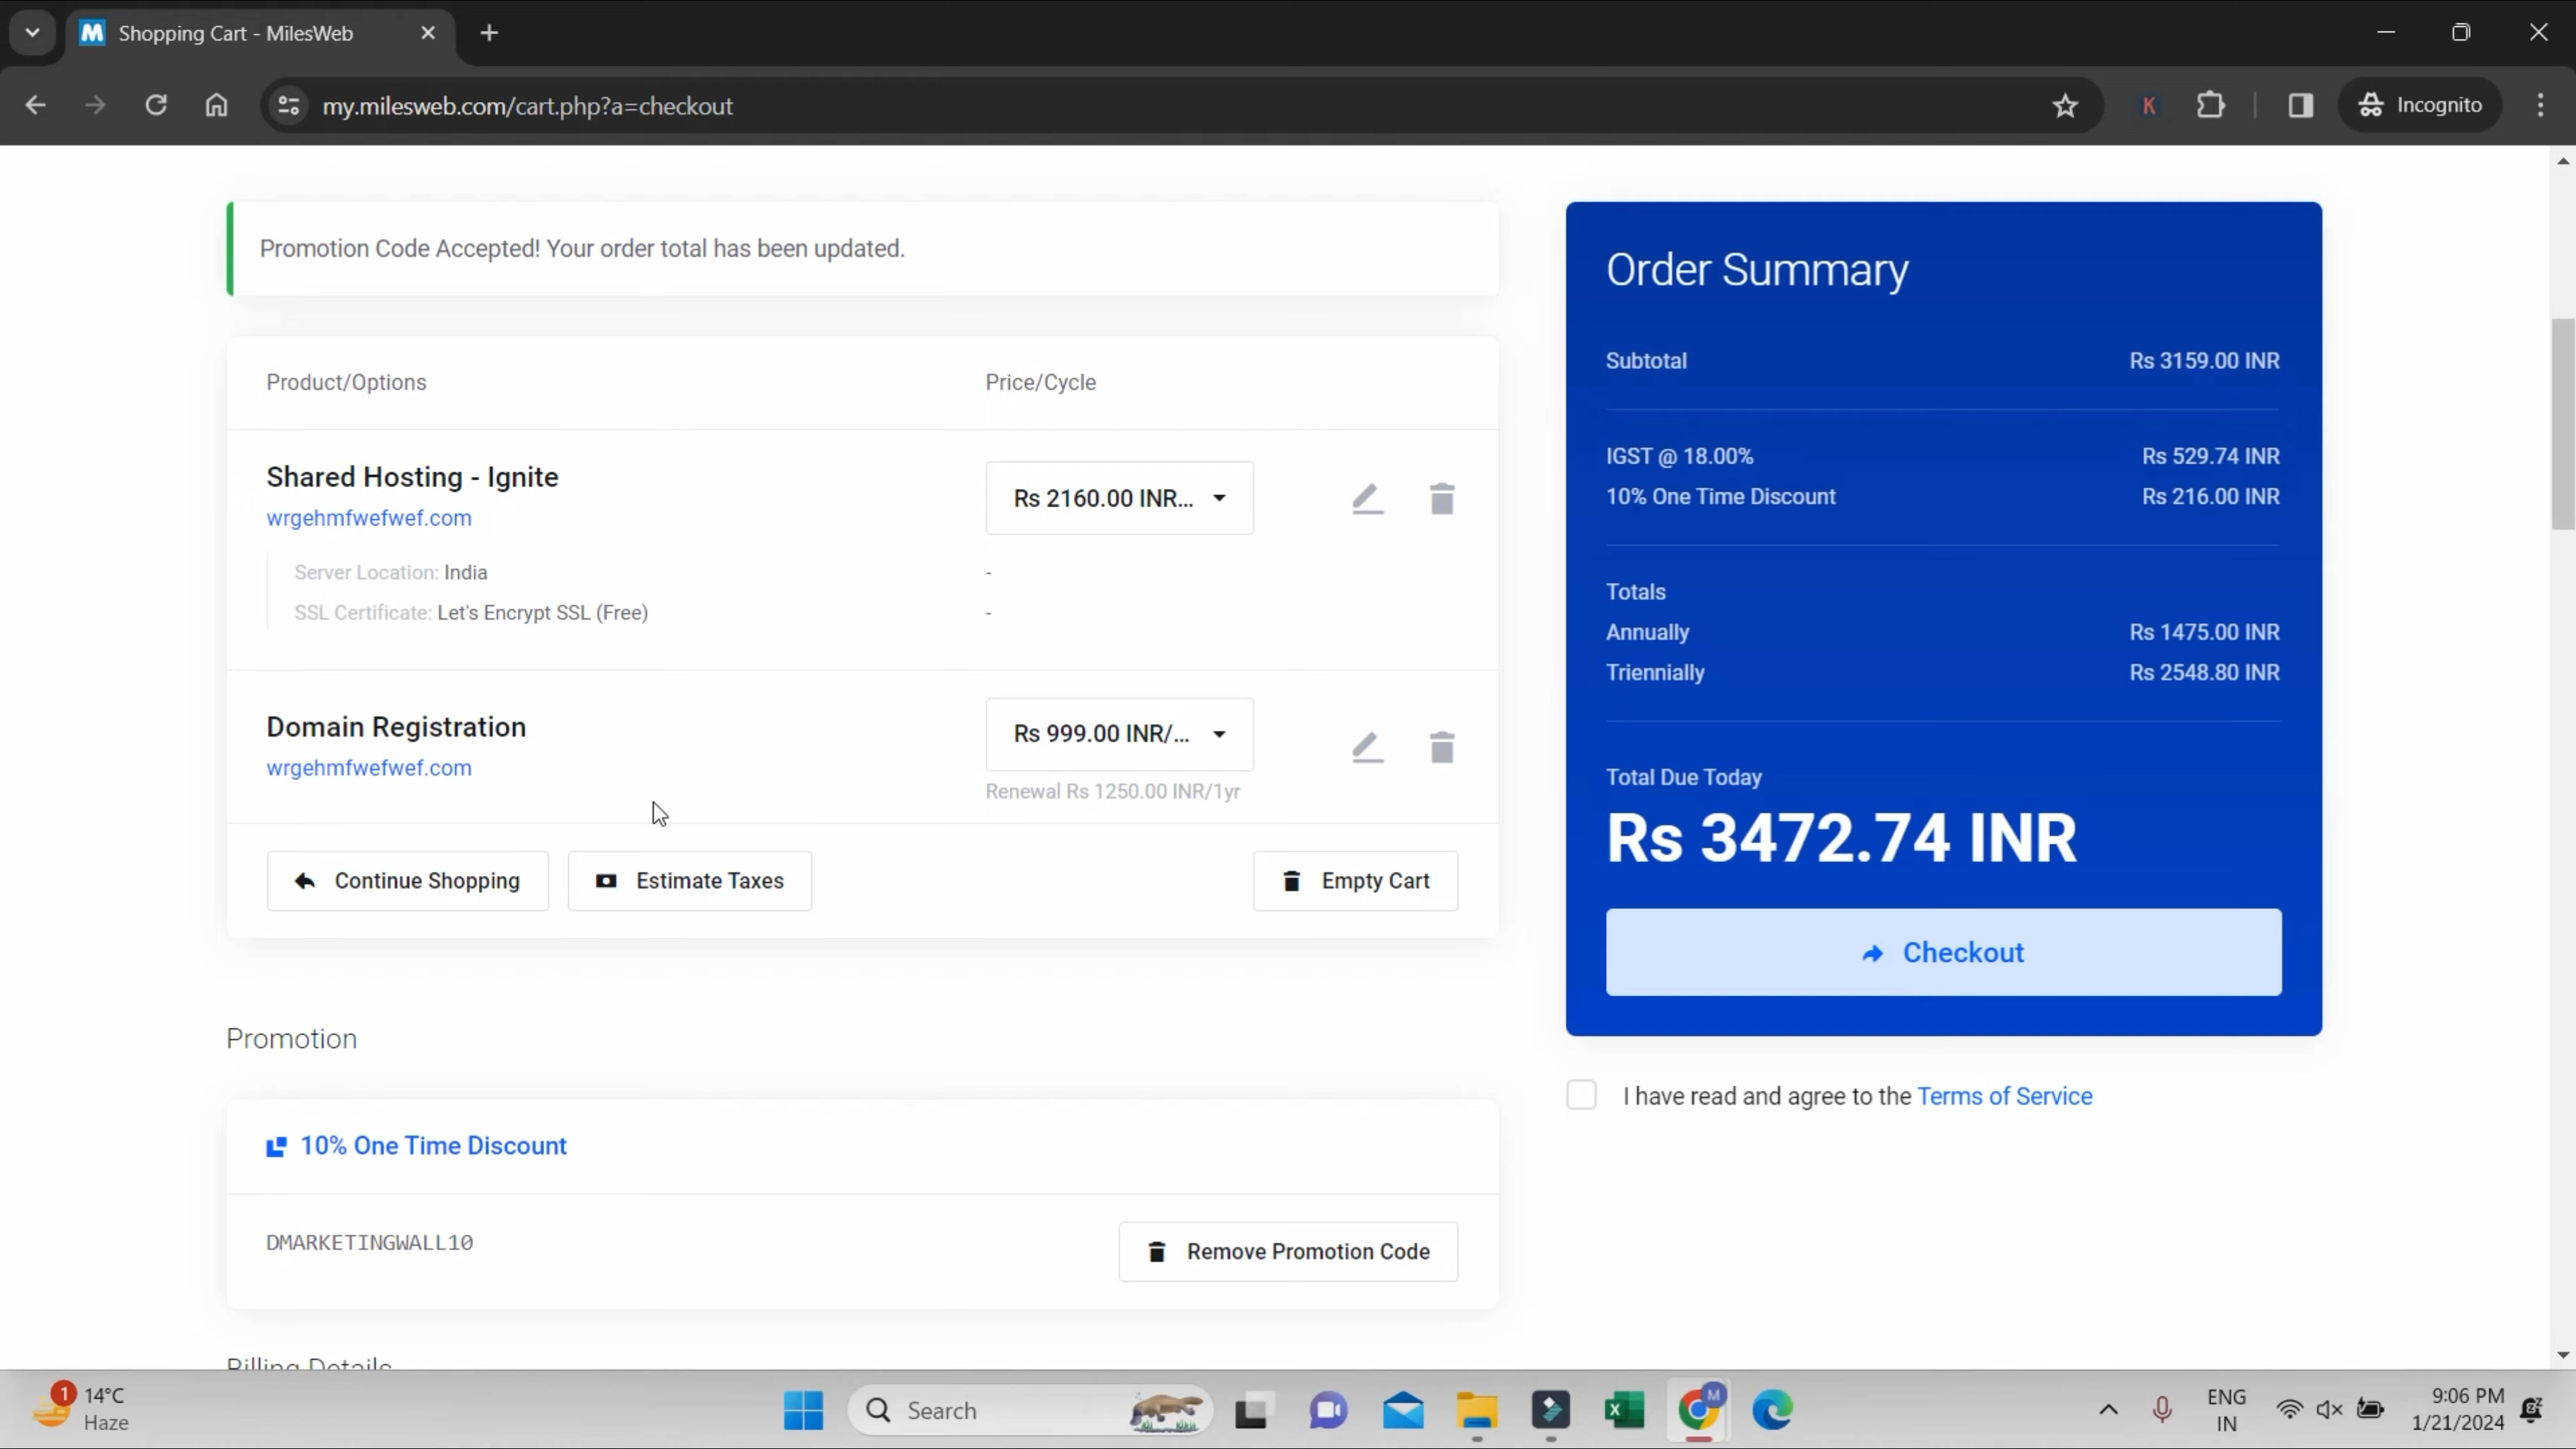 Shopping Cart - MilesWeb
my.milesweb.com/cart.php?a=checkout
K
Incognito
Promotion Code Accepted! Your order total has been updated.
Product/Options Price/Cycle
Shared Hosting - Ignite
wrgehmfwefwef.com
Rs 2160.00 INR...
Server Location: India -
SSL Certificate: Let's Encrypt SSL (Free) -
Domain Registration
wrgehmfwefwef.com
Rs 999.00 INR/...
Renewal Rs 1250.00 INR/1yr
Continue Shopping
Estimate Taxes
Empty Cart
Promotion
10% One Time Discount
DMARKETINGWALL10
Remove Promotion Code
Billing Details
Order Summary
Subtotal Rs 3159.00 INR
IGST @ 18.00% Rs 529.74 INR
10% One Time Discount Rs 216.00 INR
Totals
Annually Rs 1475.00 INR
Triennially Rs 2548.80 INR
Total Due Today
Rs 3472.74 INR
Checkout
I have read and agree to the Terms of Service
1
14°C
Haze
Search
M
ENG
IN
9:06 PM
1/21/2024